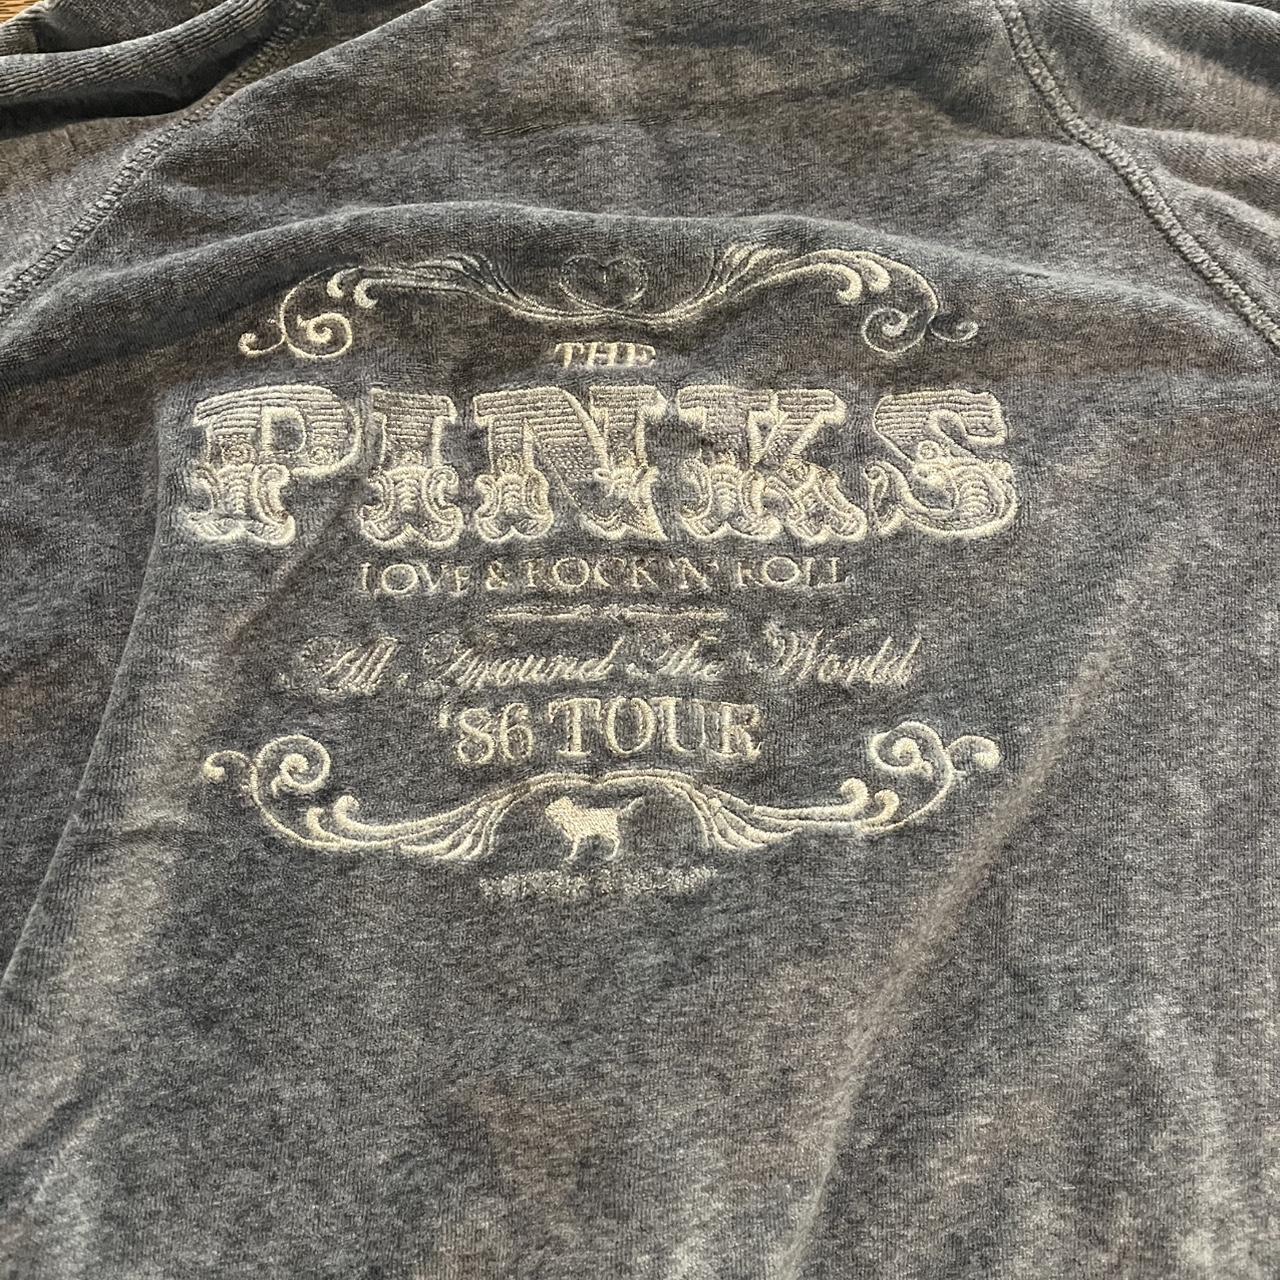 THE
PINKS
LOVE & ROCK 'N' ROLL
All Around The World
'86 TOUR